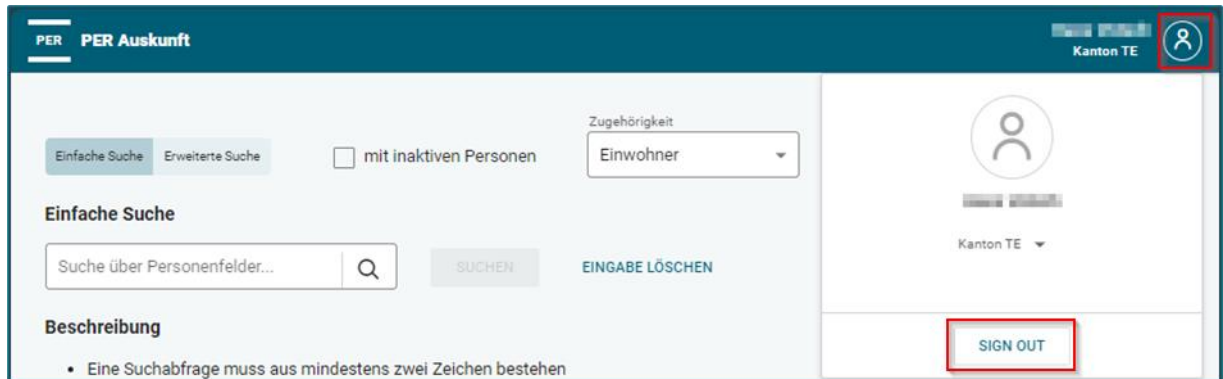 PER PER Auskunft
Kanton TE
Zugehörigkeit
Einfache Suche Erweiterte Suche mit inaktiven Personen Einwohner
Einfache Suche
Kanton TE
Suche über Personenfelder... SUCHEN EINGABE LÖSCHEN
Beschreibung
SIGN OUT
• Eine Suchabfrage muss aus mindestens zwei Zeichen bestehen